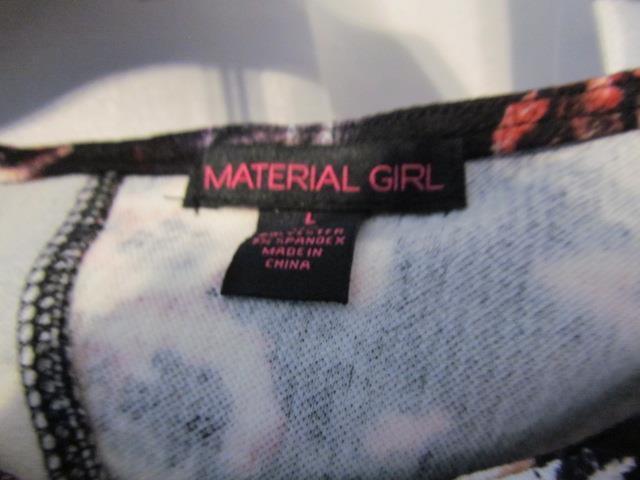 MATERIAL GIRL
L
SPANDEX
MADE IN
CHINA